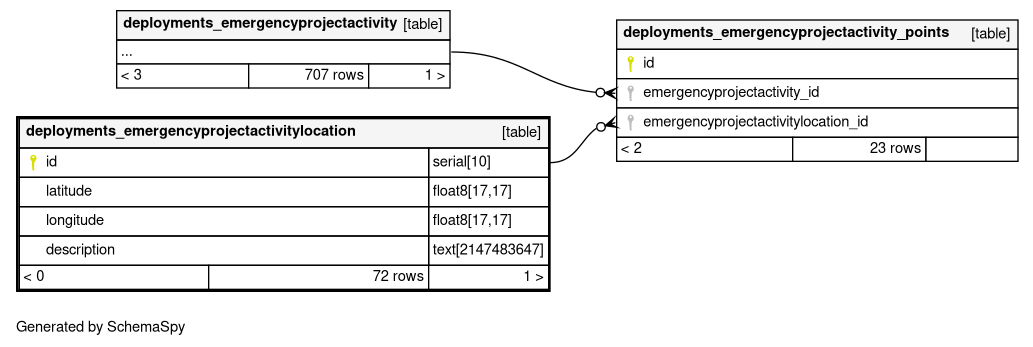 deployments_emergencyprojectactivity [table]
...
< 3 707 rows 1 >
deployments_emergencyprojectactivity_points [table]
id
emergencyprojectactivity_id
emergencyprojectactivitylocation_id
< 2 23 rows
deployments_emergencyprojectactivitylocation [table]
id serial[10]
latitude float8[17,17]
longitude float8[17,17]
description text[2147483647]
< 0 72 rows 1 >
Generated by SchemaSpy